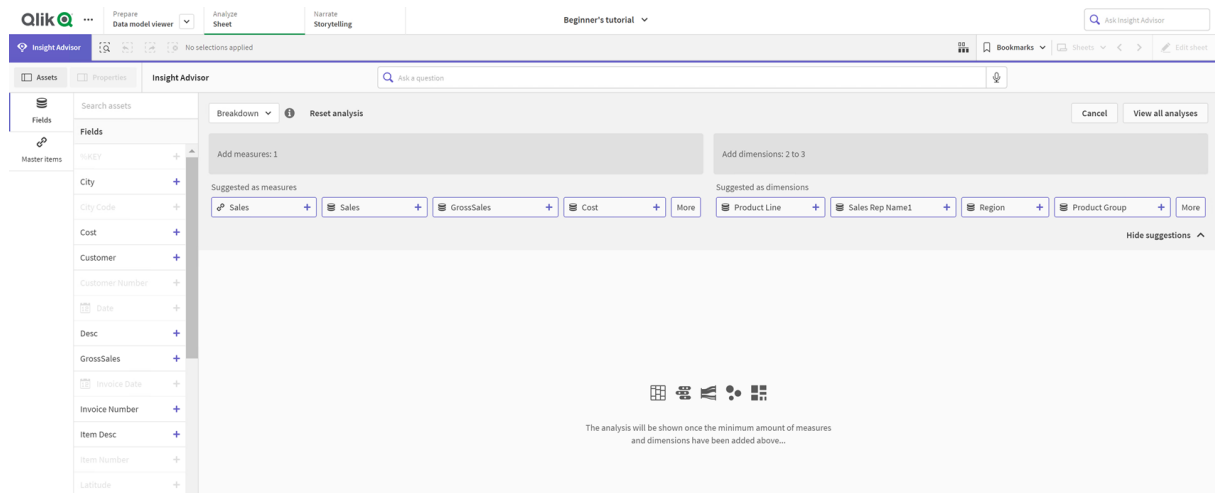 Qlik
Prepare
Data model viewer
Analyze
Sheet
Narrate
Storytelling
Beginner's tutorial
Ask Insight Advisor
Insight Advisor
No selections applied
Bookmarks
Sheets
Edit sheet
Assets
Properties
Insight Advisor
Ask a question
Fields
Master items
Search assets
Fields
%KEY
City
City Code
Cost
Customer
Customer Number
Date
Desc
GrossSales
Invoice Date
Invoice Number
Item Desc
Item Number
Latitude
Breakdown
Reset analysis
Cancel
View all analyses
Add measures: 1
Add dimensions: 2 to 3
Suggested as measures
Sales
Sales
GrossSales
Cost
More
Suggested as dimensions
Product Line
Sales Rep Name1
Region
Product Group
More
Hide suggestions
The analysis will be shown once the minimum amount of measures
and dimensions have been added above...